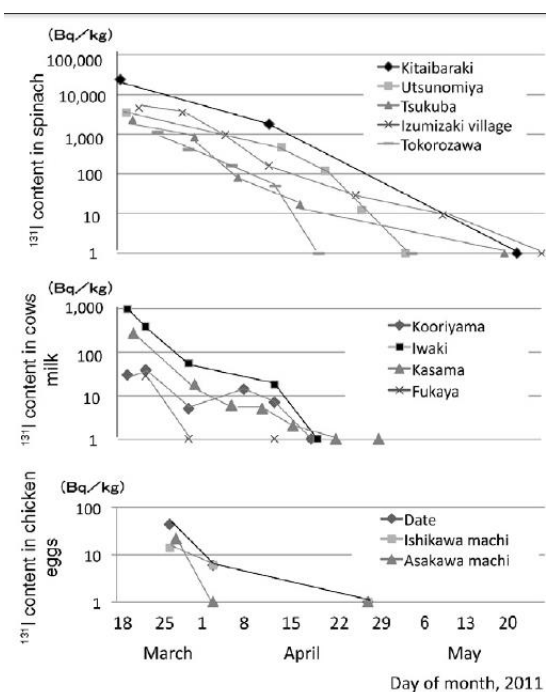 (Bq／kg)
100,000
10,000
1,000
100
10
1
¹³¹I content in spinach
Kitaibaraki
Utsunomiya
Tsukuba
Izumizaki village
Tokorozawa
(Bq／kg)
1,000
100
10
1
¹³¹I content in cows
milk
Kooriyama
Iwaki
Kasama
Fukaya
(Bq／kg)
100
10
1
¹³¹I content in chicken
eggs
Date
Ishikawa machi
Asakawa machi
18 25 1 8 15 22 29 6 13 20
March April May
Day of month, 2011